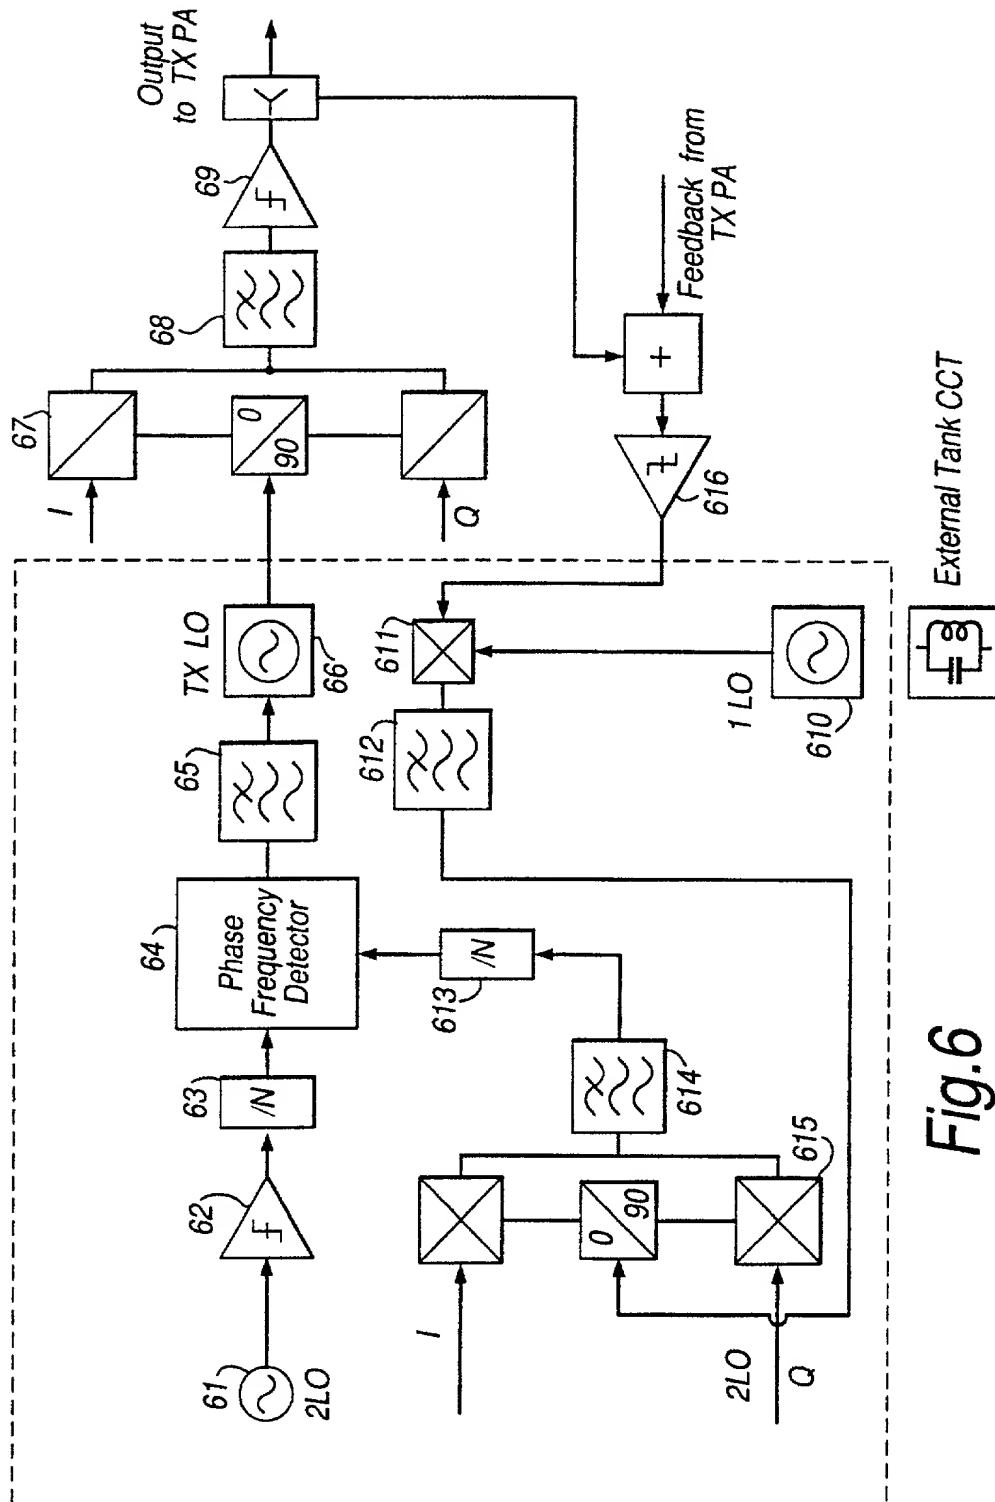 Output
to TX PA
69
68
67
I
0
90
Q
Feedback from
TX PA
+
616
TX LO
66
65
64
Phase
Frequency
Detector
63
/N
62
61
2LO
611
612
1 LO
610
613
/N
614
615
I
0
90
2LO
Q
External Tank CCT
Fig.6